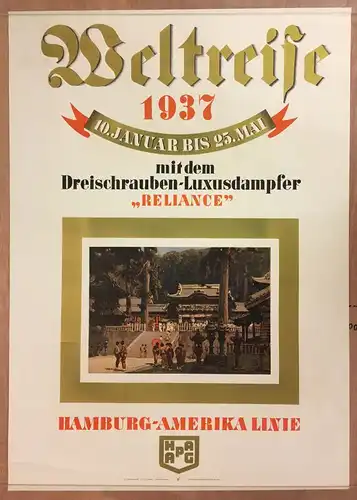 Weltreise
1937
10. JANUAR BIS 25. MAI
mit dem
Dreischrauben-Luxusdampfer
„RELIANCE”
HAMBURG-AMERIKA LINIE
HAPAG